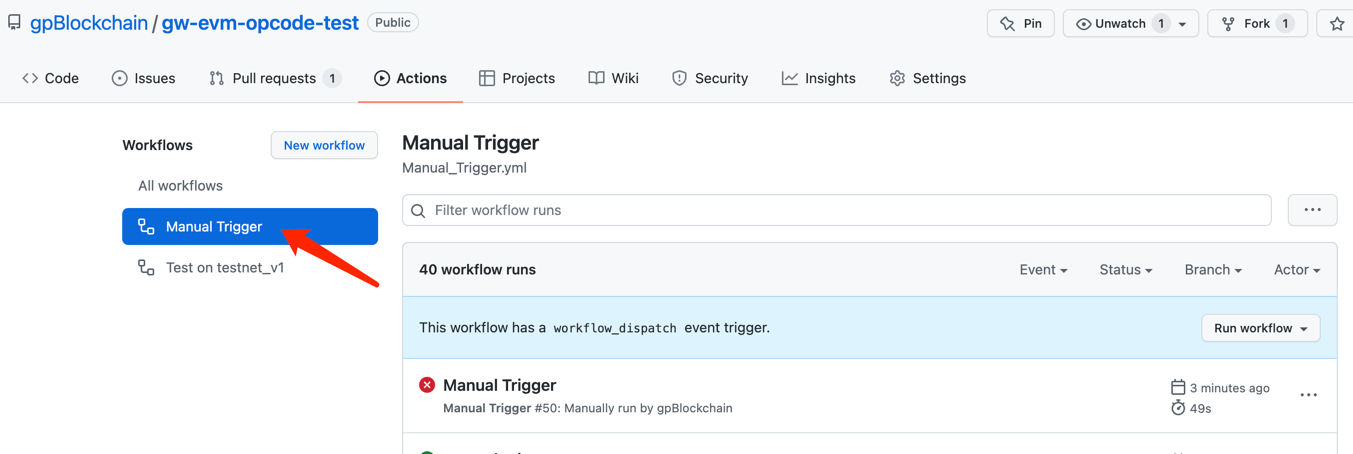 gpBlockchain / gw-evm-opcode-test Public
Pin Unwatch 1 Fork 1
Code Issues Pull requests 1 Actions Projects Wiki Security Insights Settings
Workflows New workflow
All workflows
Manual Trigger
Test on testnet_v1
Manual Trigger
Manual_Trigger.yml
Filter workflow runs
40 workflow runs Event Status Branch Actor
This workflow has a workflow_dispatch event trigger. Run workflow
Manual Trigger 3 minutes ago
Manual Trigger #50: Manually run by gpBlockchain 49s